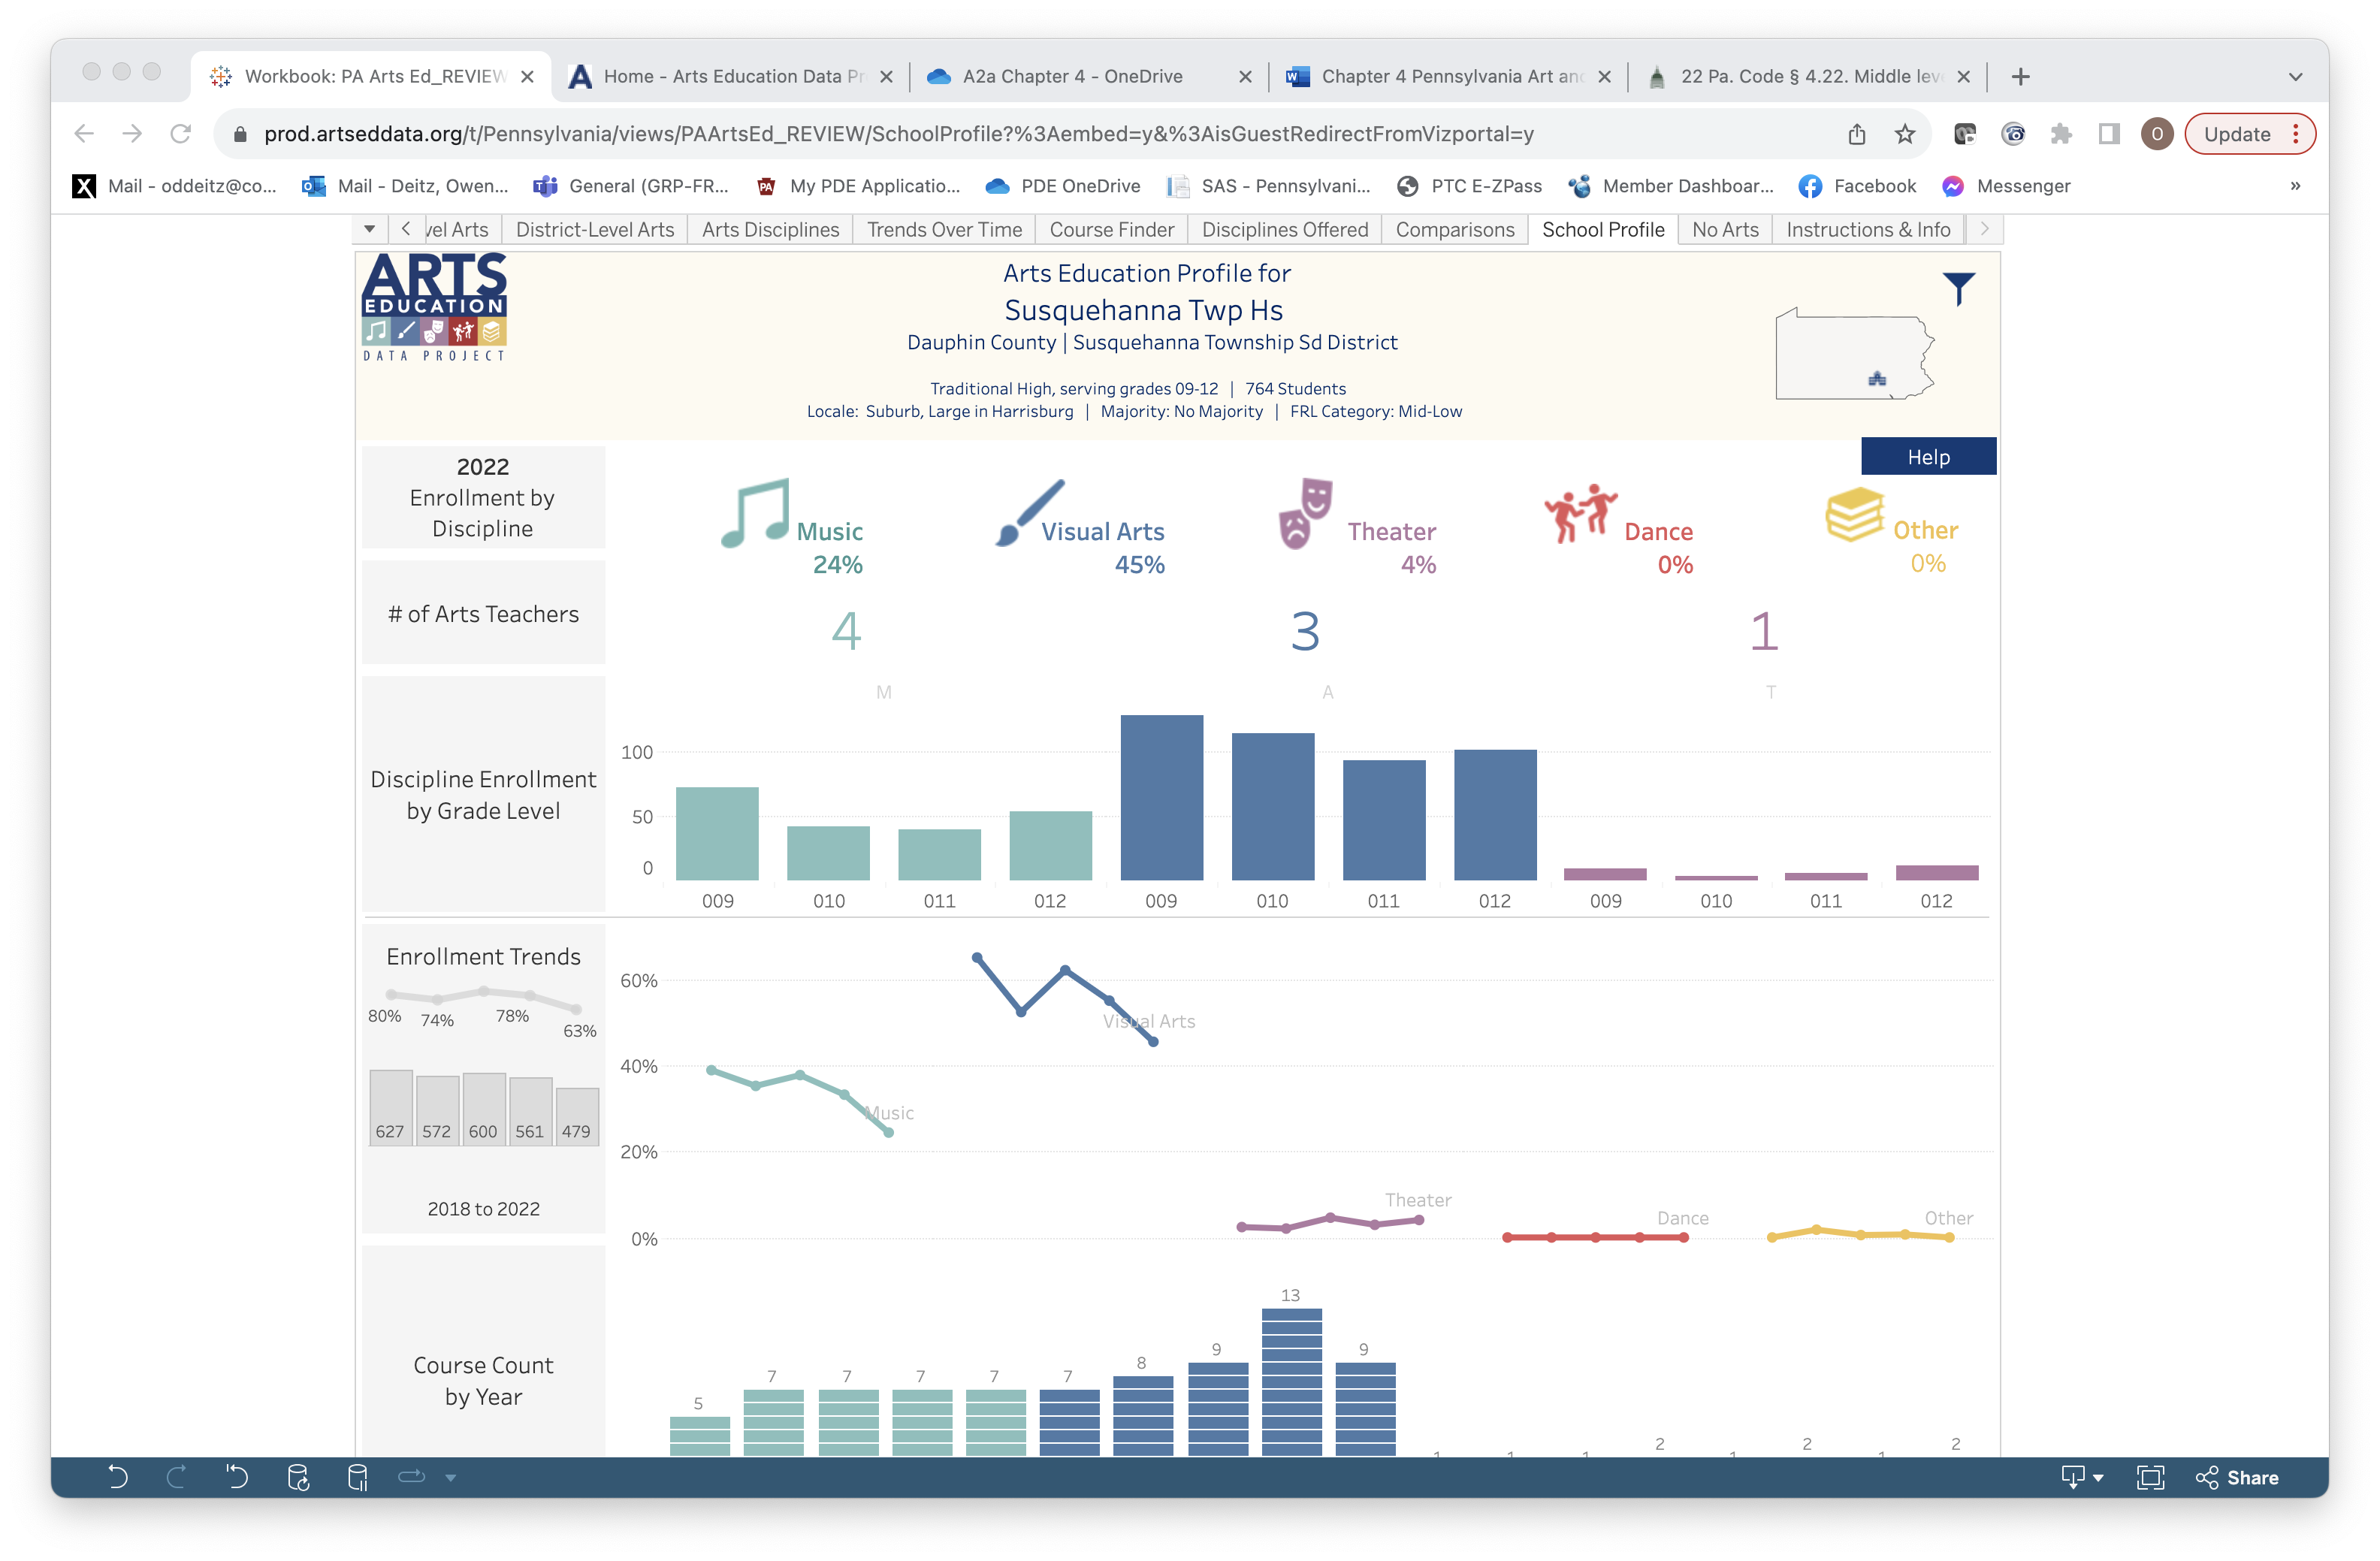 Workbook: PA Arts Ed_REVIEW
Home - Arts Education Data Pr
A2a Chapter 4 - OneDrive
Chapter 4 Pennsylvania Art and
22 Pa. Code § 4.22. Middle leve
prod.artseddata.org/t/Pennsylvania/views/PAArtsEd_REVIEW/SchoolProfile?%3Aembed=y&%3AisGuestRedirectFromVizportal=y
O
Update
Mail - oddeitz@co...
Mail - Deitz, Owen...
General (GRP-FR...
My PDE Applicatio...
PDE OneDrive
SAS - Pennsylvani...
PTC E-ZPass
Member Dashboar...
Facebook
Messenger
»
vel Arts
District-Level Arts
Arts Disciplines
Trends Over Time
Course Finder
Disciplines Offered
Comparisons
School Profile
No Arts
Instructions & Info
ARTS
EDUCATION
DATA PROJECT
Arts Education Profile for
Susquehanna Twp Hs
Dauphin County | Susquehanna Township Sd District
Traditional High, serving grades 09-12 | 764 Students
Locale: Suburb, Large in Harrisburg | Majority: No Majority | FRL Category: Mid-Low
Help
2022
Enrollment by
Discipline
Music
24%
Visual Arts
45%
Theater
4%
Dance
0%
Other
0%
# of Arts Teachers
4 3 1
M A T
Discipline Enrollment
by Grade Level
100
50
0
009 010 011 012 009 010 011 012 009 010 011 012
Enrollment Trends
80% 74% 78% 63%
627 572 600 561 479
2018 to 2022
60%
40%
20%
0%
Visual Arts
Music
Theater
Dance
Other
Course Count
by Year
5 7 7 7 7 7 8 9 13 9 1 1 1 2 1 2 1 2
Share